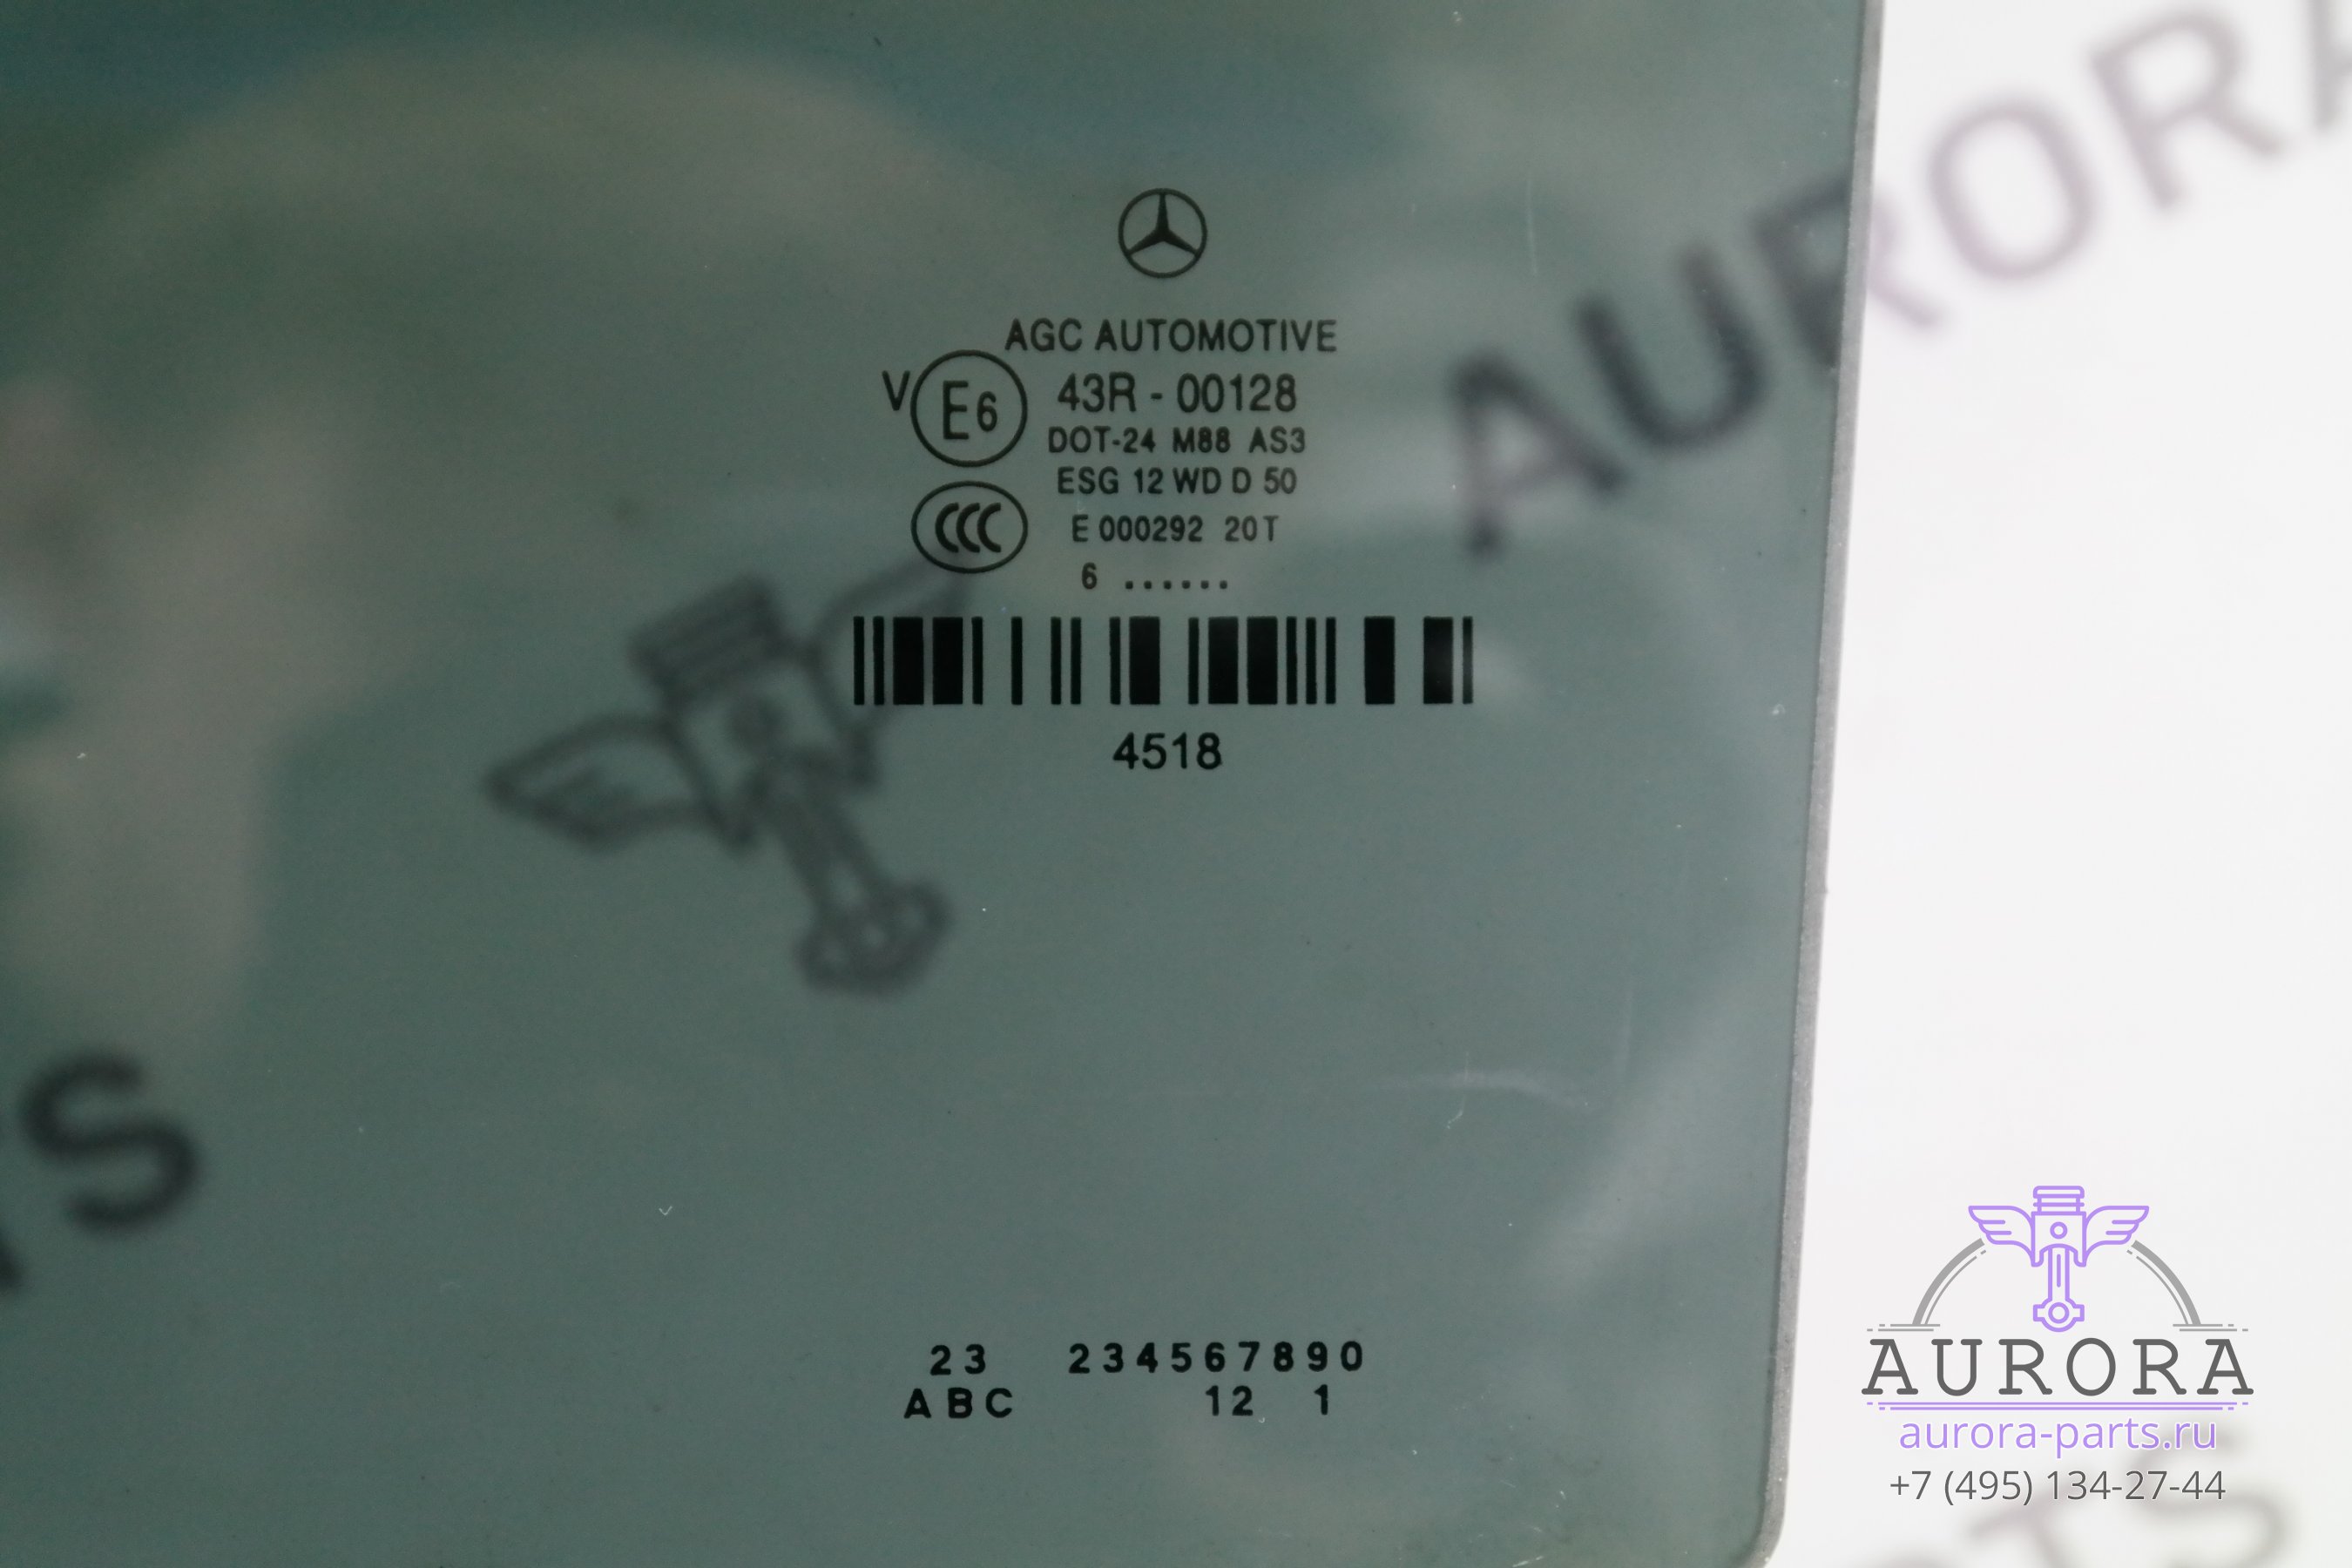 AURORA
AGC AUTOMOTIVE
V E6 43R - 00128
DOT-24 M88 AS3
ESG 12 WD D 50
CCC E 000292 20T
6 ......
4518
S
23 234567890
ABC 12 1
AURORA
aurora-parts.ru
+7 (495) 134-27-44